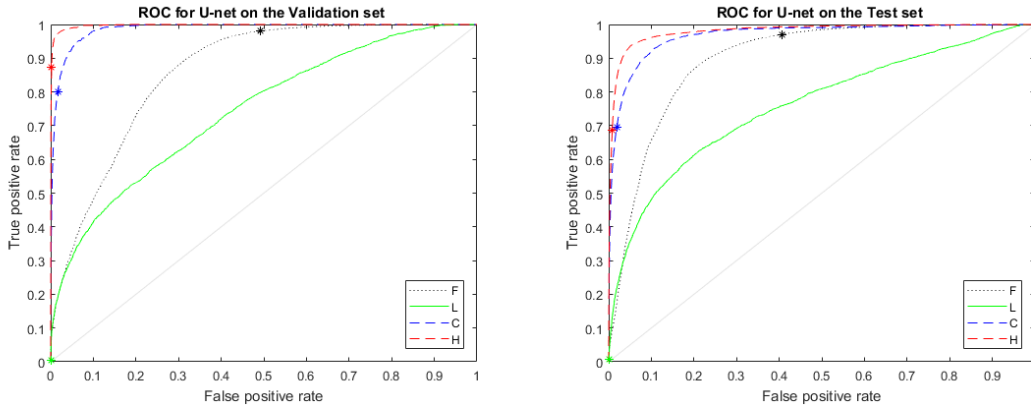 ROC for U-net on the Validation set
1
0.9
0.8
0.7
0.6
0.5
0.4
0.3
0.2
0.1
0
True positive rate
0 0.1 0.2 0.3 0.4 0.5 0.6 0.7 0.8 0.9 1
False positive rate
F
L
C
H
ROC for U-net on the Test set
1
0.9
0.8
0.7
0.6
0.5
0.4
0.3
0.2
0.1
0
True positive rate
0 0.1 0.2 0.3 0.4 0.5 0.6 0.7 0.8 0.9
False positive rate
F
L
C
H